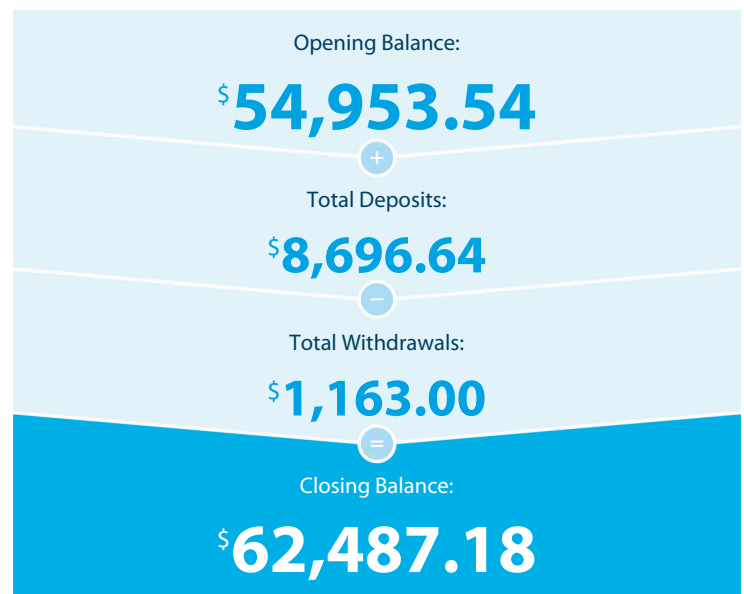 Opening Balance:
$54,953.54
+
Total Deposits:
$8,696.64
−
Total Withdrawals:
$1,163.00
=
Closing Balance:
$62,487.18